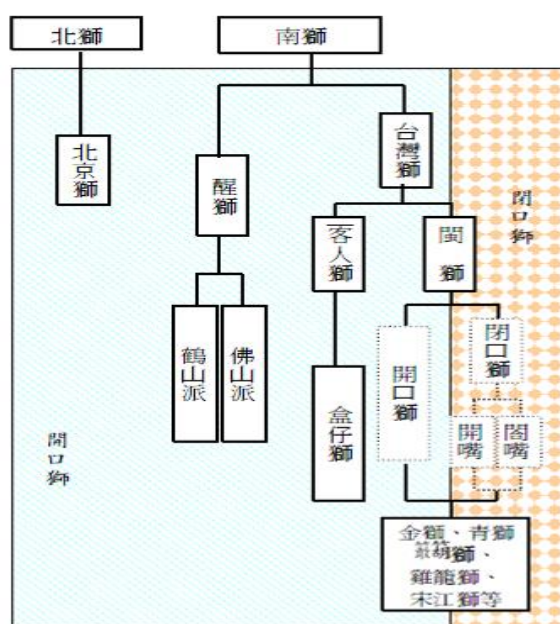 北獅
南獅
北京獅
醒獅
台灣獅
閉口獅
客人獅
閩獅
鶴山派
佛山派
盒仔獅
開口獅
閉口獅
開嘴
閤嘴
開口獅
金獅、青獅
獅、
雞籠獅、
宋江獅等